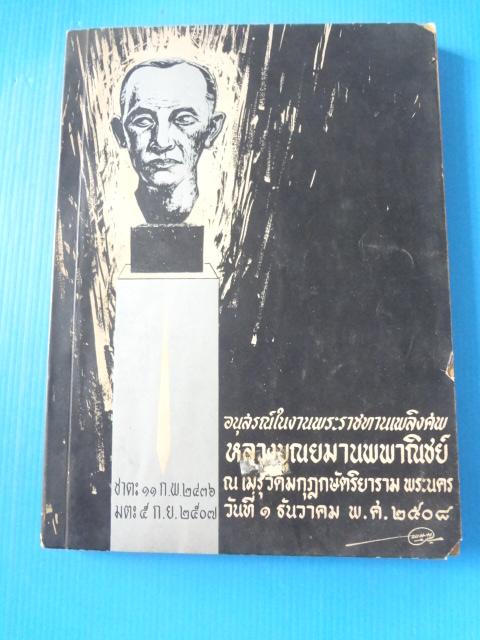 อนุสรณ์ในงานพระราชทานเพลิงศพ
หลวงบุณยมานพพาณิชย์
ณ เมรุวัดมกุฎกษัตริยาราม พระนคร
วันที่ ๑ ธันวาคม พ.ศ. ๒๕๐๘
ชาตะ ๑๑ ก.พ. ๒๔๓๖
มตะ ๕ ก.ย. ๒๕๐๗